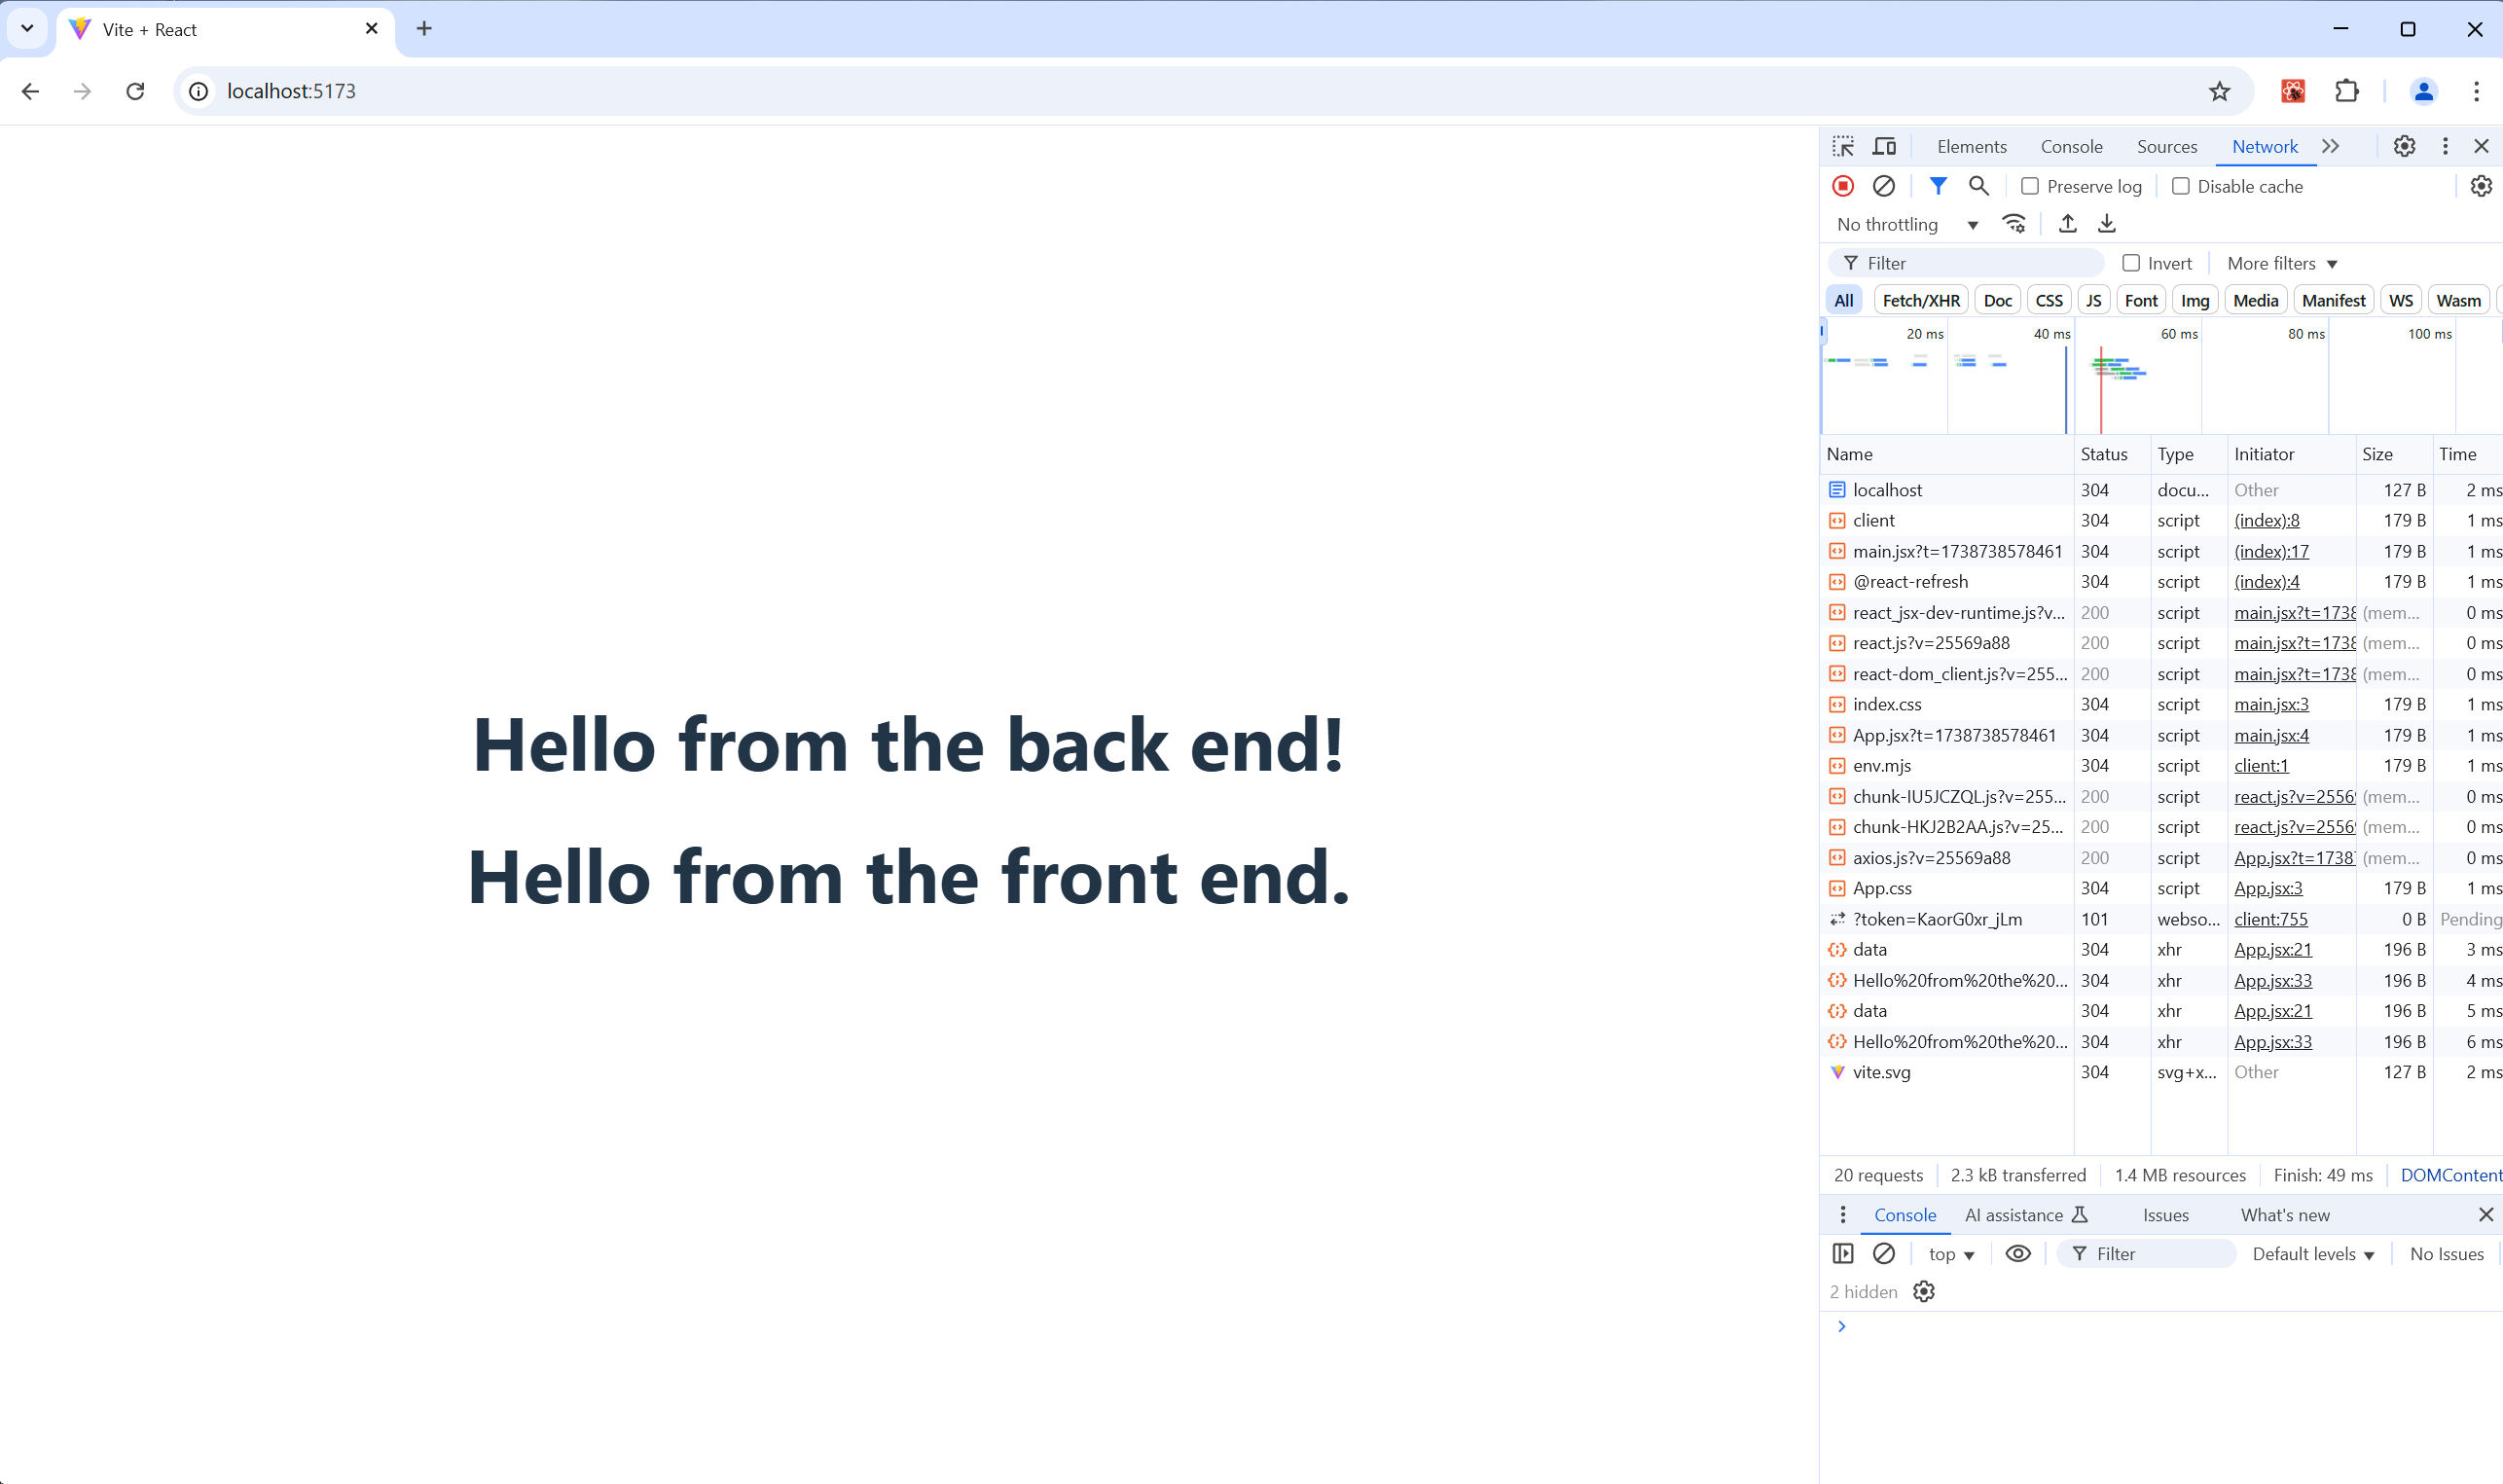 Vite + React
localhost:5173
Elements Console Sources Network
Preserve log Disable cache
No throttling
Filter Invert More filters
All Fetch/XHR Doc CSS JS Font Img Media Manifest WS Wasm
20 ms 40 ms 60 ms 80 ms 100 ms
Name Status Type Initiator Size Time
localhost 304 docu... Other 127 B 2 ms
client 304 script (index):8 179 B 1 ms
main.jsx?t=1738738578461 304 script (index):17 179 B 1 ms
@react-refresh 304 script (index):4 179 B 1 ms
react_jsx-dev-runtime.js?v... 200 script main.jsx?t=1738 (mem... 0 ms
react.js?v=25569a88 200 script main.jsx?t=1738 (mem... 0 ms
react-dom_client.js?v=255... 200 script main.jsx?t=1738 (mem... 0 ms
index.css 304 script main.jsx:3 179 B 1 ms
App.jsx?t=1738738578461 304 script main.jsx:4 179 B 1 ms
env.mjs 304 script client:1 179 B 1 ms
chunk-IU5JCZQL.js?v=255... 200 script react.js?v=2556 (mem... 0 ms
chunk-HKJ2B2AA.js?v=25... 200 script react.js?v=2556 (mem... 0 ms
axios.js?v=25569a88 200 script App.jsx?t=1738 (mem... 0 ms
App.css 304 script App.jsx:3 179 B 1 ms
?token=KaorG0xr_jLm 101 webso... client:755 0 B Pending
data 304 xhr App.jsx:21 196 B 3 ms
Hello%20from%20the%20... 304 xhr App.jsx:33 196 B 4 ms
data 304 xhr App.jsx:21 196 B 5 ms
Hello%20from%20the%20... 304 xhr App.jsx:33 196 B 6 ms
vite.svg 304 svg+x... Other 127 B 2 ms
20 requests 2.3 kB transferred 1.4 MB resources Finish: 49 ms DOMContent
Console AI assistance Issues What's new
top Filter Default levels No Issues
2 hidden
Hello from the back end!
Hello from the front end.